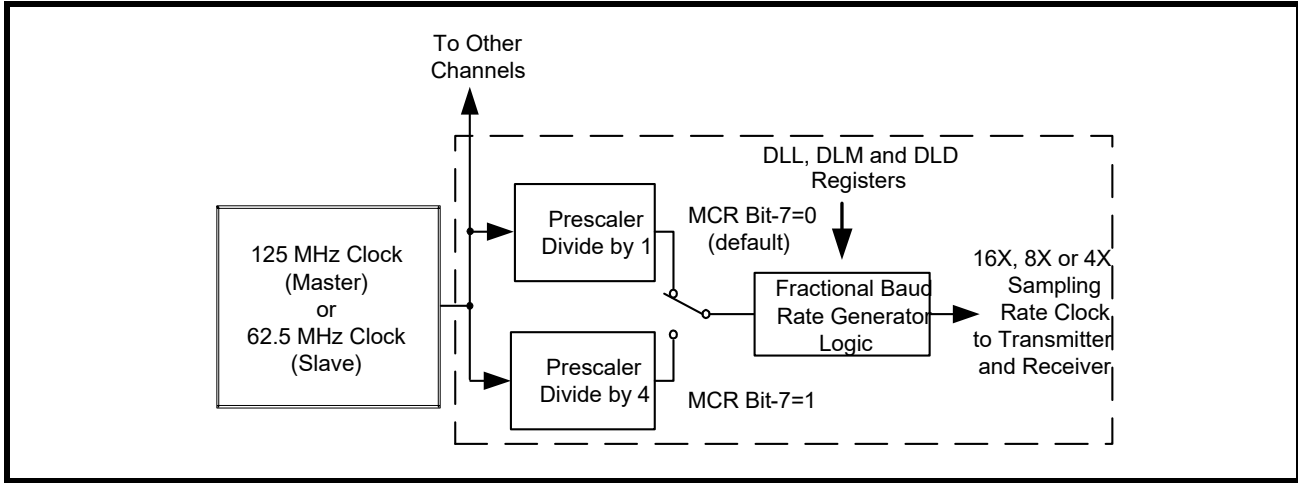 To Other
Channels
DLL, DLM and DLD
Registers
Prescaler
Divide by 1
MCR Bit-7=0
(default)
125 MHz Clock
(Master)
or
62.5 MHz Clock
(Slave)
Fractional Baud
Rate Generator
Logic
16X, 8X or 4X
Sampling
Rate Clock
to Transmitter
and Receiver
Prescaler
Divide by 4
MCR Bit-7=1